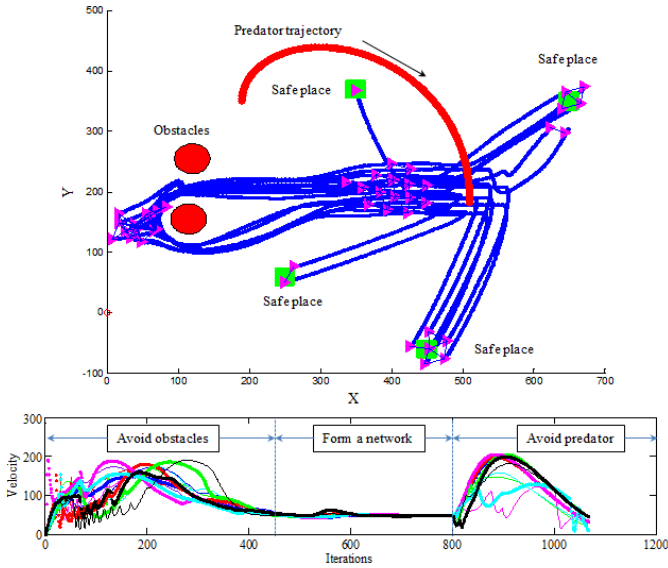 500
400
300
200
100
0
-100
Y
Predator trajectory
Safe place
Safe place
Obstacles
Safe place
Safe place
0 100 200 300 400 500 600 700
X
300
200
100
0
Velocity
Avoid obstacles
Form a network
Avoid predator
0 200 400 600 800 1000 1200
Iterations